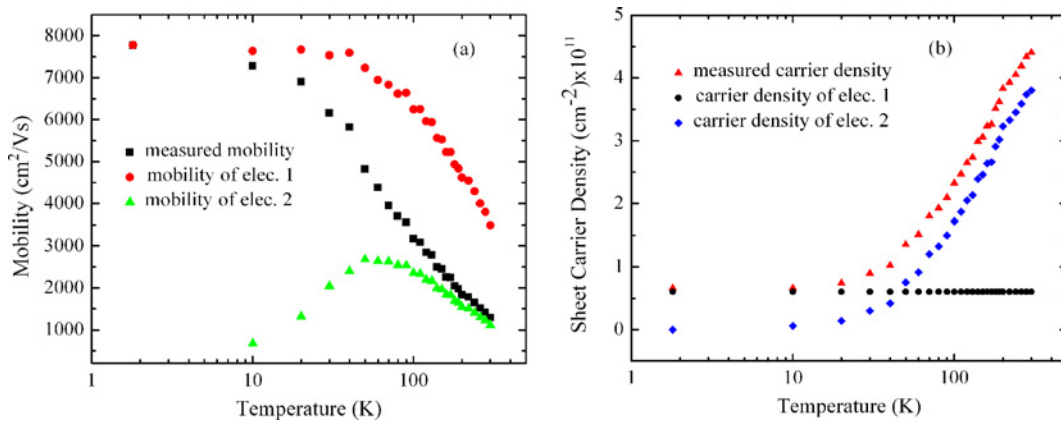 (a)
8000
7000
6000
5000
4000
3000
2000
1000
Mobility (cm²/Vs)
measured mobility
mobility of elec. 1
mobility of elec. 2
1
10
100
Temperature (K)
(b)
5
4
3
2
1
0
Sheet Carrier Density (cm⁻²)x10¹¹
measured carrier density
carrier density of elec. 1
carrier density of elec. 2
1
10
100
Temperature (K)